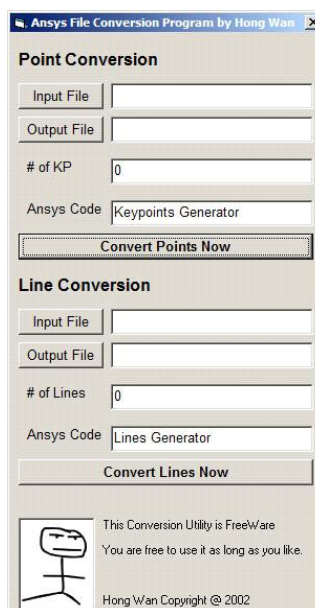 Ansys File Conversion Program by Hong Wan
Point Conversion
Input File
Output File
# of KP
0
Ansys Code
Keypoints Generator
Convert Points Now
Line Conversion
Input File
Output File
# of Lines
0
Ansys Code
Lines Generator
Convert Lines Now
This Conversion Utility is FreeWare
You are free to use it as long as you like.
Hong Wan Copyright @ 2002